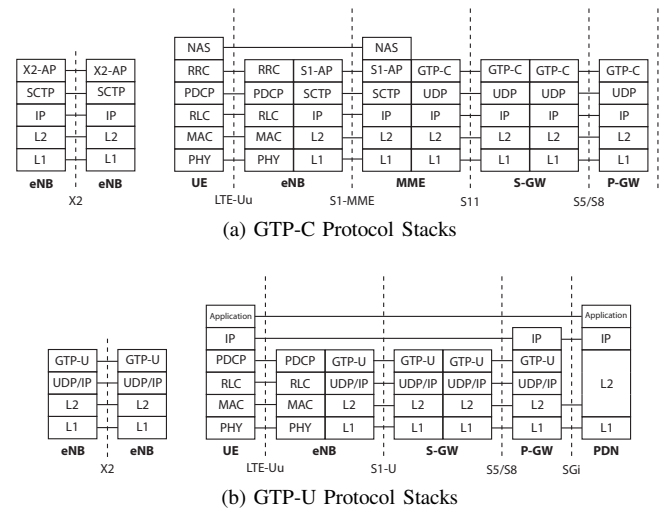 NAS NAS
X2-AP X2-AP RRC RRC S1-AP S1-AP GTP-C GTP-C GTP-C GTP-C
SCTP SCTP PDCP PDCP SCTP SCTP UDP UDP UDP UDP
IP IP RLC RLC IP IP IP IP IP IP
L2 L2 MAC MAC L2 L2 L2 L2 L2 L2
L1 L1 PHY PHY L1 L1 L1 L1 L1 L1
eNB eNB UE eNB MME S-GW P-GW
X2 LTE-Uu S1-MME S11 S5/S8
(a) GTP-C Protocol Stacks
Application Application
IP IP IP
GTP-U GTP-U PDCP PDCP GTP-U GTP-U GTP-U GTP-U
UDP/IP UDP/IP RLC RLC UDP/IP UDP/IP UDP/IP UDP/IP L2
L2 L2 MAC MAC L2 L2 L2 L2
L1 L1 PHY PHY L1 L1 L1 L1 L1
eNB eNB UE eNB S-GW P-GW PDN
X2 LTE-Uu S1-U S5/S8 SGi
(b) GTP-U Protocol Stacks